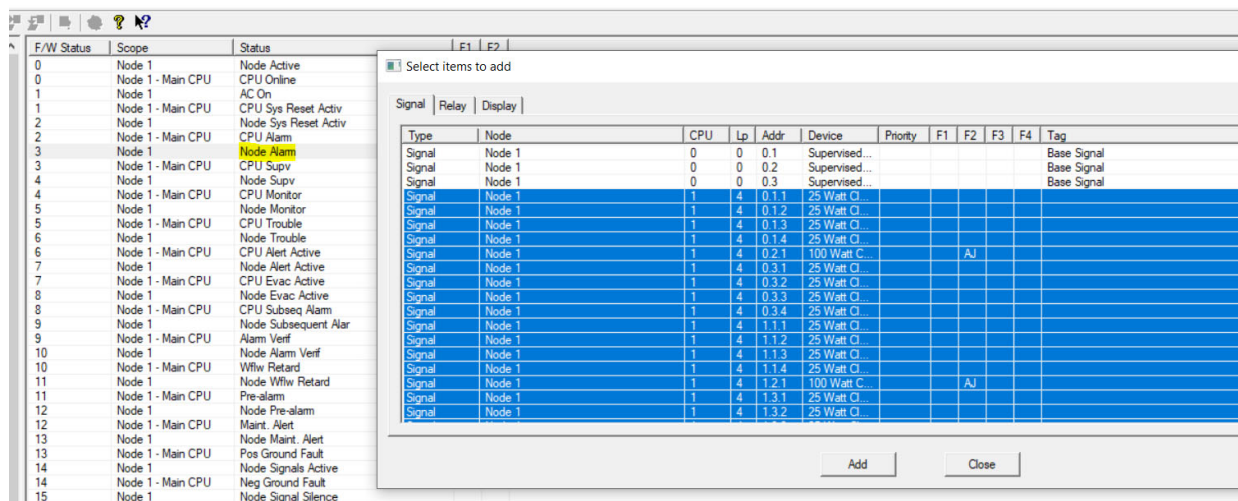 F/W Status Scope Status F1 F2
0 Node 1 Node Active
0 Node 1 - Main CPU CPU Online
1 Node 1 AC On
1 Node 1 - Main CPU CPU Sys Reset Activ
2 Node 1 Node Sys Reset Activ
2 Node 1 - Main CPU CPU Alarm
3 Node 1 Node Alarm
3 Node 1 - Main CPU CPU Supv
4 Node 1 Node Supv
4 Node 1 - Main CPU CPU Monitor
5 Node 1 Node Monitor
5 Node 1 - Main CPU CPU Trouble
6 Node 1 Node Trouble
6 Node 1 - Main CPU CPU Alert Active
7 Node 1 Node Alert Active
7 Node 1 - Main CPU CPU Evac Active
8 Node 1 Node Evac Active
8 Node 1 - Main CPU CPU Subseq Alarm
9 Node 1 Node Subsequent Alar
9 Node 1 - Main CPU Alarm Verif
10 Node 1 Node Alarm Verif
10 Node 1 - Main CPU Wflw Retard
11 Node 1 Node Wflw Retard
11 Node 1 - Main CPU Pre-alarm
12 Node 1 Node Pre-alarm
12 Node 1 - Main CPU Maint. Alert
13 Node 1 Node Maint. Alert
13 Node 1 - Main CPU Pos Ground Fault
14 Node 1 Node Signals Active
14 Node 1 - Main CPU Neg Ground Fault
15 Node 1 Node Signal Silence
Select items to add
Signal Relay Display
Type Node CPU Lp Addr Device Priority F1 F2 F3 F4 Tag
Signal Node 1 0 0 0.1 Supervised... Base Signal
Signal Node 1 0 0 0.2 Supervised... Base Signal
Signal Node 1 0 0 0.3 Supervised... Base Signal
Signal Node 1 1 4 0.1.1 25 Watt Cl...
Signal Node 1 1 4 0.1.2 25 Watt Cl...
Signal Node 1 1 4 0.1.3 25 Watt Cl...
Signal Node 1 1 4 0.1.4 25 Watt Cl...
Signal Node 1 1 4 0.2.1 100 Watt C... AJ
Signal Node 1 1 4 0.3.1 25 Watt Cl...
Signal Node 1 1 4 0.3.2 25 Watt Cl...
Signal Node 1 1 4 0.3.3 25 Watt Cl...
Signal Node 1 1 4 0.3.4 25 Watt Cl...
Signal Node 1 1 4 1.1.1 25 Watt Cl...
Signal Node 1 1 4 1.1.2 25 Watt Cl...
Signal Node 1 1 4 1.1.3 25 Watt Cl...
Signal Node 1 1 4 1.1.4 25 Watt Cl...
Signal Node 1 1 4 1.2.1 100 Watt C... AJ
Signal Node 1 1 4 1.3.1 25 Watt Cl...
Signal Node 1 1 4 1.3.2 25 Watt Cl...
Add Close